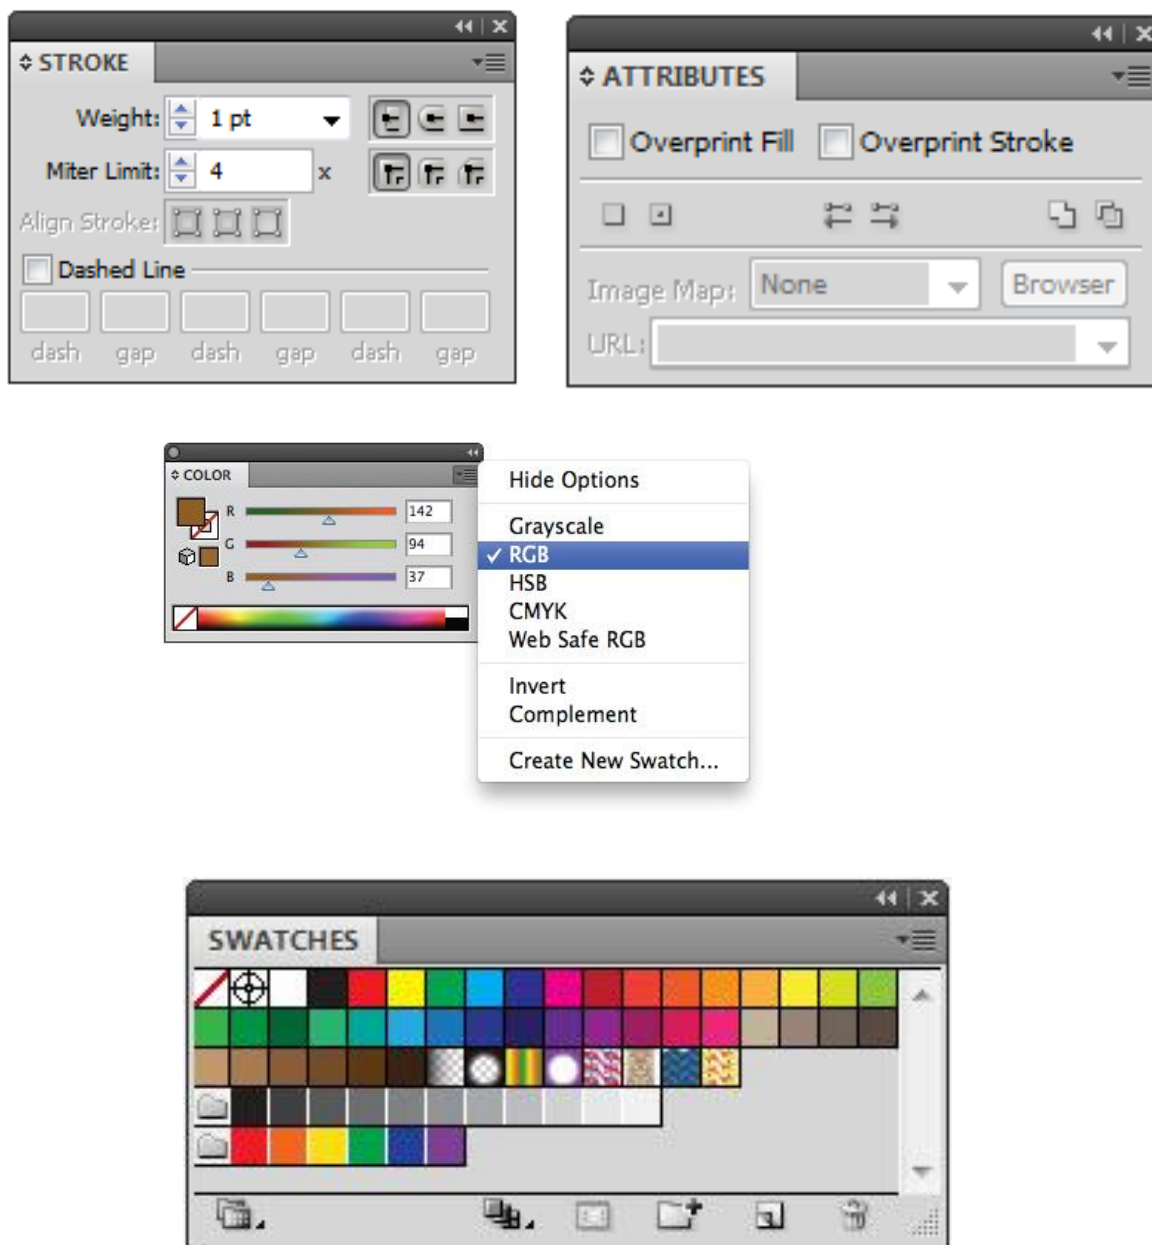 STROKE
Weight: 1 pt
Miter Limit: 4 x
Align Stroke:
Dashed Line
dash gap dash gap dash gap
ATTRIBUTES
Overprint Fill Overprint Stroke
Image Map: None Browser
URL:
COLOR
R 142
G 94
B 37
Hide Options
Grayscale
✓ RGB
HSB
CMYK
Web Safe RGB
Invert
Complement
Create New Swatch...
SWATCHES